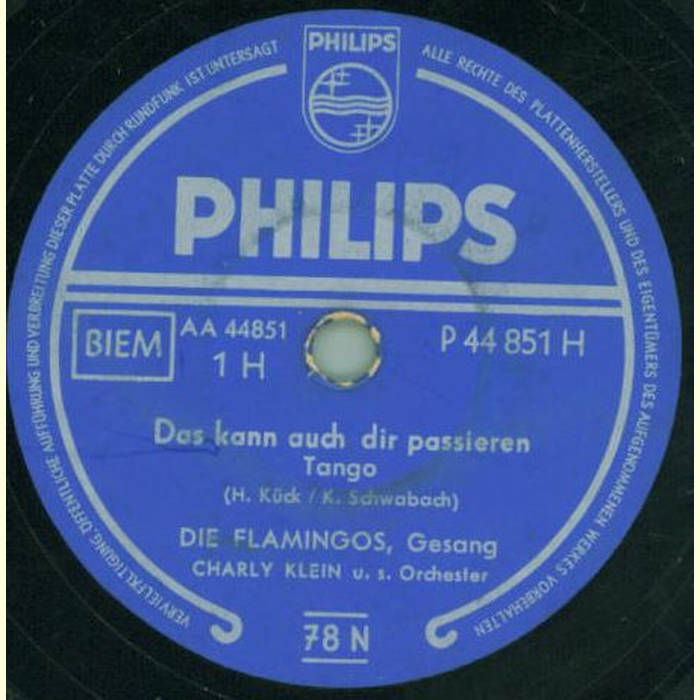 PHILIPS
ALLE RECHTE DES PLATTENHERSTELLERS UND DES EIGENTÜMERS DES AUFGENOMMENEN WERKES VORBEHALTEN
VERVIELFÄLTIGUNG, ÖFFENTLICHE AUFFÜHRUNG UND VERBREITUNG DIESER PLATTE DURCH RUNDFUNK IST UNTERSAGT
PHILIPS
BIEM
AA 44851
1 H
P 44 851 H
Das kann auch dir passieren
Tango
(H. Kück / K. Schwabach)
DIE FLAMINGOS, Gesang
CHARLY KLEIN u. s. Orchester
78 N